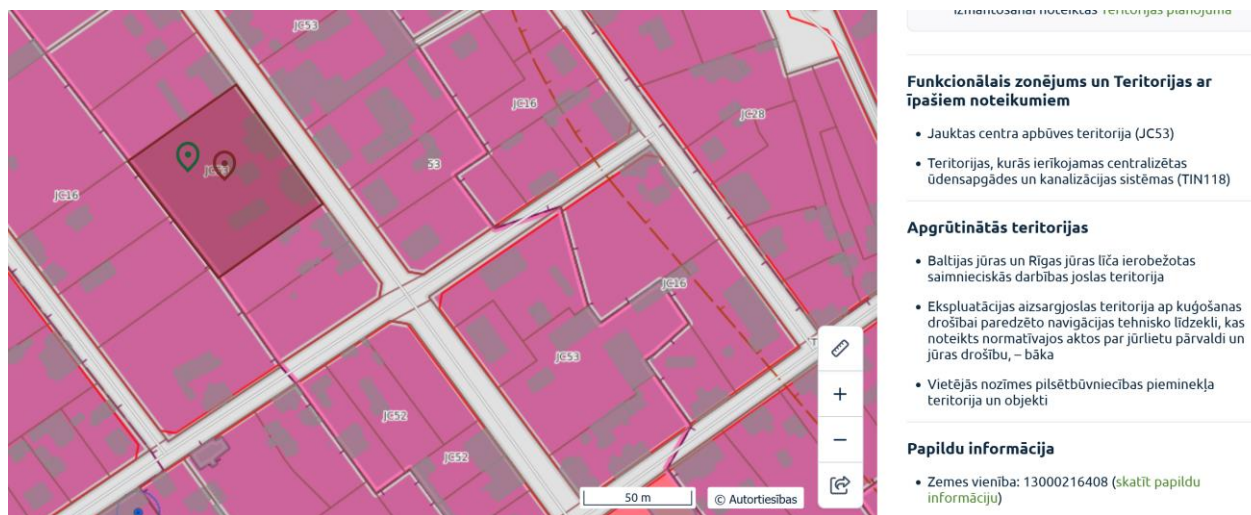 JC53
JC16
JC28
53
JC16
JC16
JC53
JC52
JC52
50 m
© Autortiesības
izmantošanai noteiktās Teritorijas plānojumā
Funkcionālais zonējums un Teritorijas ar
īpašiem noteikumiem
• Jauktas centra apbūves teritorija (JC53)
• Teritorijas, kurās ierīkojamas centralizētas
ūdensapgādes un kanalizācijas sistēmas (TIN118)
Apgrūtinātās teritorijas
• Baltijas jūras un Rīgas jūras līča ierobežotas
saimnieciskās darbības joslas teritorija
• Ekspluatācijas aizsargjoslas teritorija ap kuģošanas
drošībai paredzēto navigācijas tehnisko līdzekli, kas
noteikts normatīvajos aktos par jūrlietu pārvaldi un
jūras drošību, – bāka
• Vietējās nozīmes pilsētbūvniecības pieminekļa
teritorija un objekti
Papildu informācija
• Zemes vienība: 13000216408 (skatīt papildu
informāciju)